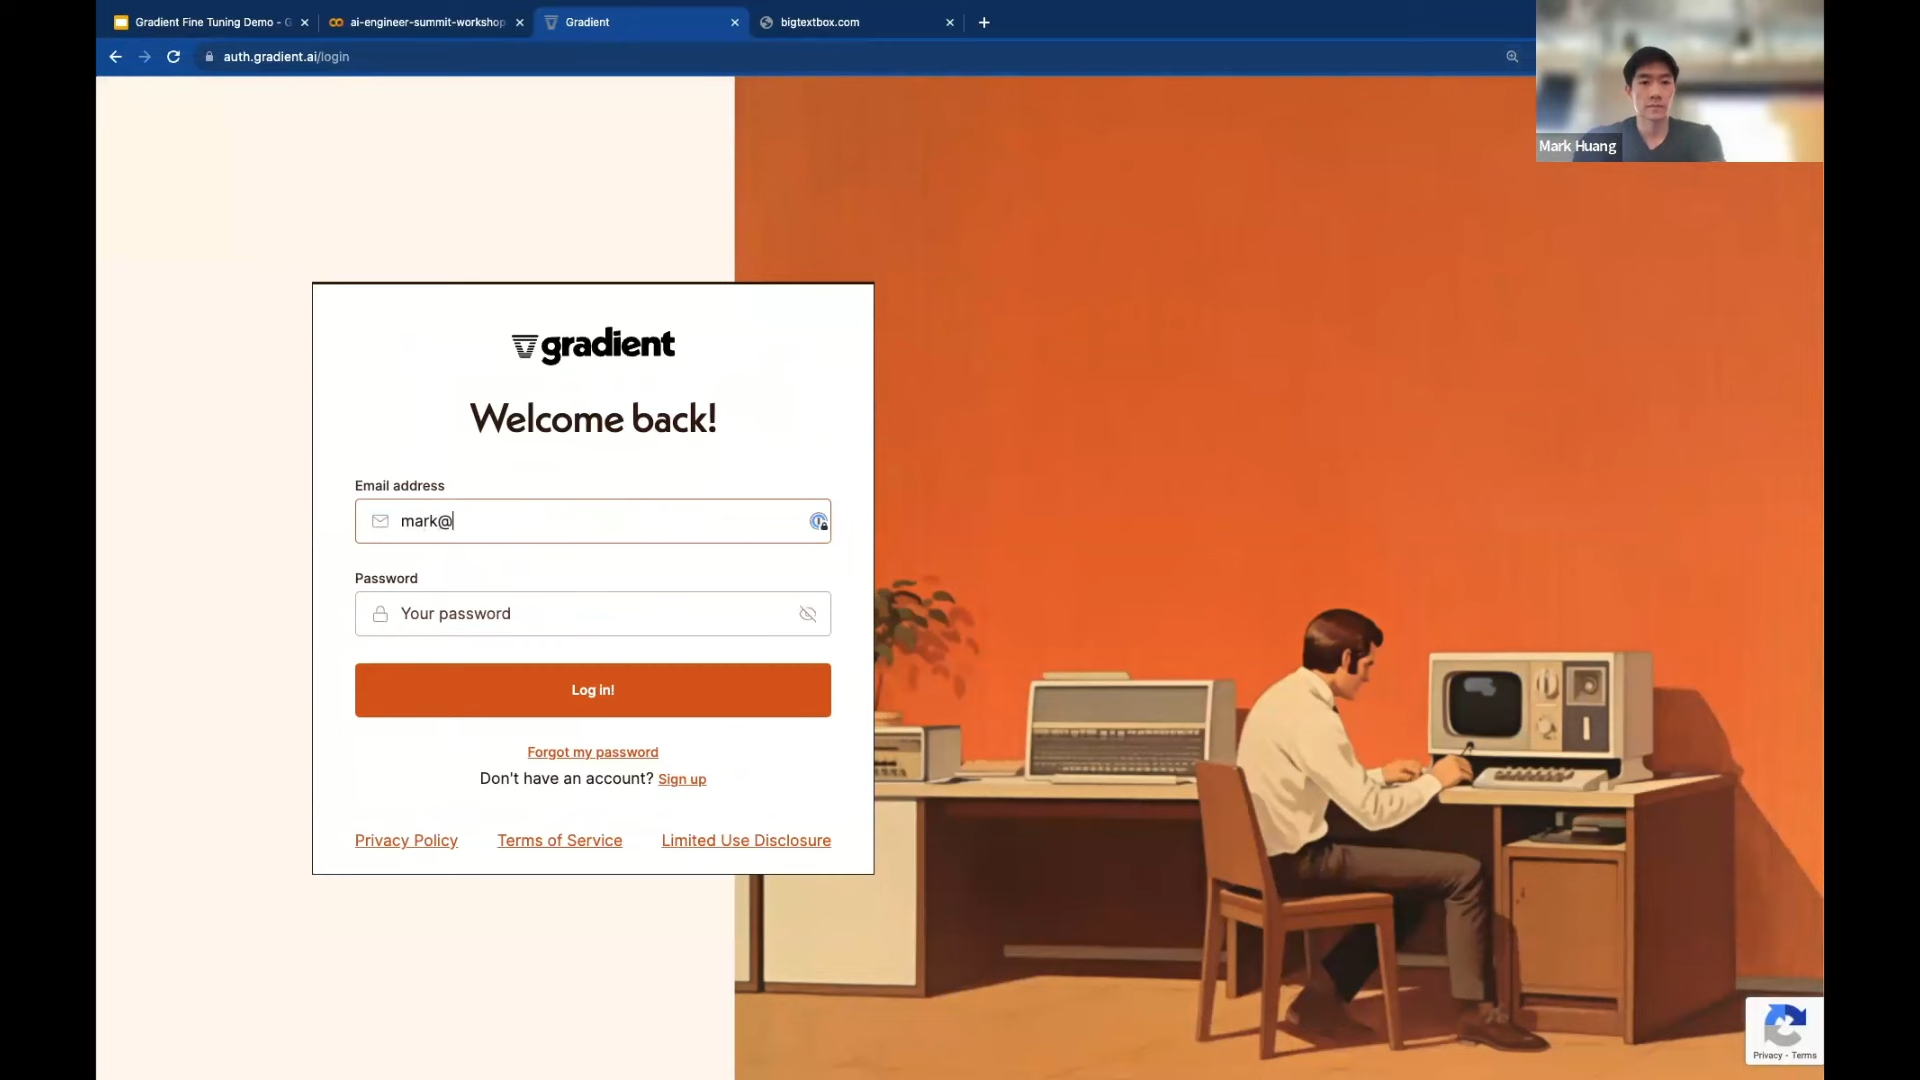 Gradient Fine Tuning Demo - G
ai-engineer-summit-workshop
Gradient
bigtextbox.com
auth.gradient.ai/login
Mark Huang
gradient
Welcome back!
Email address
mark@
Password
Your password
Log in!
Forgot my password
Don't have an account? Sign up
Privacy Policy Terms of Service Limited Use Disclosure
Privacy - Terms